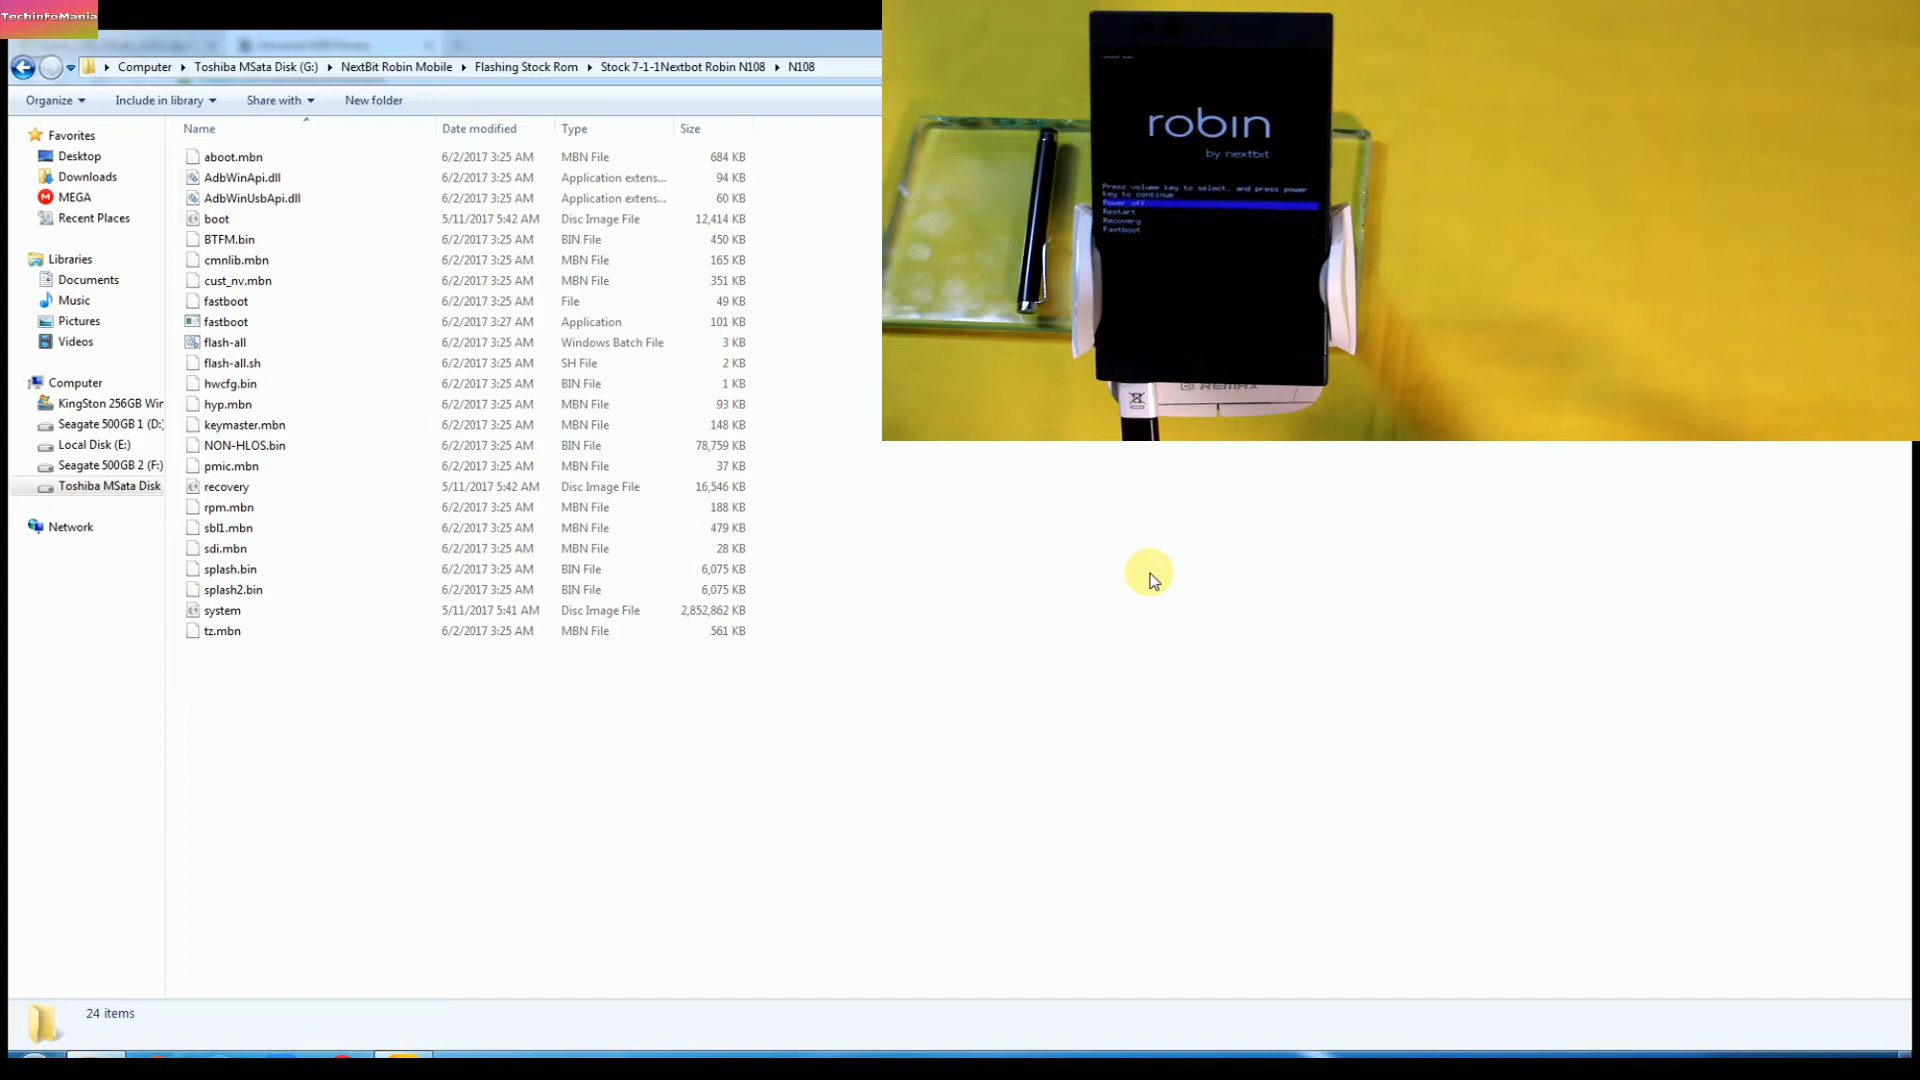 TechinFoMania
Computer Toshiba MSata Disk (G:) NextBit Robin Mobile Flashing Stock Rom Stock 7-1-1Nextbot Robin N108 N108
Organize Include in library Share with New folder
Name Date modified Type Size
Favorites
Desktop
Downloads
MEGA
Recent Places
Libraries
Documents
Music
Pictures
Videos
Computer
KingSton 256GB Wir
Seagate 500GB 1 (D:)
Local Disk (E:)
Seagate 500GB 2 (F:)
Toshiba MSata Disk
Network
aboot.mbn 6/2/2017 3:25 AM MBN File 684 KB
AdbWinApi.dll 6/2/2017 3:25 AM Application extens... 94 KB
AdbWinUsbApi.dll 6/2/2017 3:25 AM Application extens... 60 KB
boot 5/11/2017 5:42 AM Disc Image File 12,414 KB
BTFM.bin 6/2/2017 3:25 AM BIN File 450 KB
cmnlib.mbn 6/2/2017 3:25 AM MBN File 165 KB
cust_nv.mbn 6/2/2017 3:25 AM MBN File 351 KB
fastboot 6/2/2017 3:25 AM File 49 KB
fastboot 6/2/2017 3:27 AM Application 101 KB
flash-all 6/2/2017 3:25 AM Windows Batch File 3 KB
flash-all.sh 6/2/2017 3:25 AM SH File 2 KB
hwcfg.bin 6/2/2017 3:25 AM BIN File 1 KB
hyp.mbn 6/2/2017 3:25 AM MBN File 93 KB
keymaster.mbn 6/2/2017 3:25 AM MBN File 148 KB
NON-HLOS.bin 6/2/2017 3:25 AM BIN File 78,759 KB
pmic.mbn 6/2/2017 3:25 AM MBN File 37 KB
recovery 5/11/2017 5:42 AM Disc Image File 16,546 KB
rpm.mbn 6/2/2017 3:25 AM MBN File 188 KB
sbl1.mbn 6/2/2017 3:25 AM MBN File 479 KB
sdi.mbn 6/2/2017 3:25 AM MBN File 28 KB
splash.bin 6/2/2017 3:25 AM BIN File 6,075 KB
splash2.bin 6/2/2017 3:25 AM BIN File 6,075 KB
system 5/11/2017 5:41 AM Disc Image File 2,852,862 KB
tz.mbn 6/2/2017 3:25 AM MBN File 561 KB
24 items
robin
by nextbit
Press volume key to select, and press power
key to continue
Power off
Restart
Recovery
Fastboot
REMAX